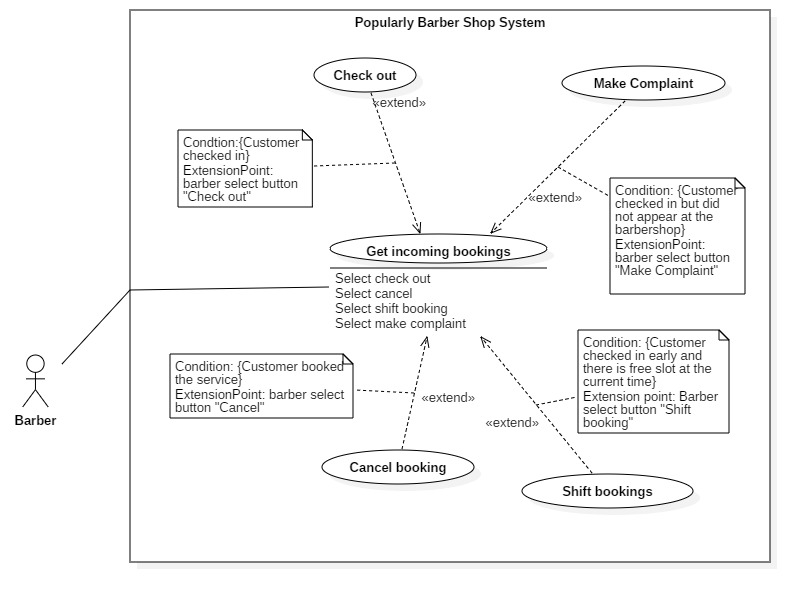 Popularly Barber Shop System
Check out
«extend»
Make Complaint
Condtion:{Customer
checked in}
ExtensionPoint:
barber select button
"Check out"
«extend»
Condition: {Customer
checked in but did
not appear at the
barbershop}
ExtensionPoint:
barber select button
"Make Complaint"
Get incoming bookings
Select check out
Select cancel
Select shift booking
Select make complaint
Barber
Condition: {Customer booked
the service}
ExtensionPoint: barber select
button "Cancel"
«extend»
Condition: {Customer
checked in early and
there is free slot at the
current time}
Extension point: Barber
select button "Shift
booking"
«extend»
Cancel booking
Shift bookings